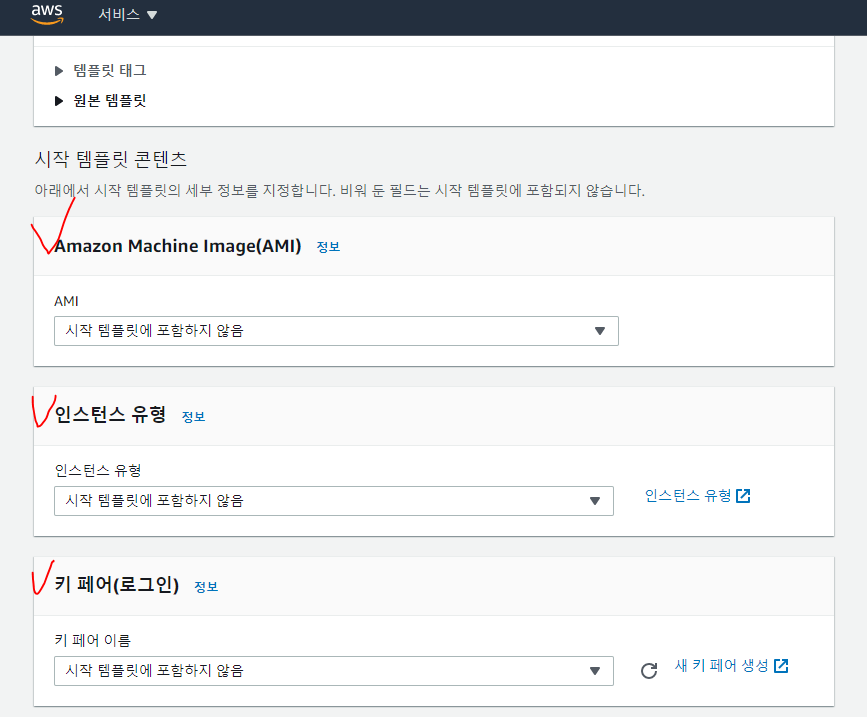 aws 서비스 ▼
▶ 템플릿 태그
▶ 원본 템플릿
시작 템플릿 콘텐츠
아래에서 시작 템플릿의 세부 정보를 지정합니다. 비워 둔 필드는 시작 템플릿에 포함되지 않습니다.
Amazon Machine Image(AMI) 정보
AMI
시작 템플릿에 포함하지 않음
인스턴스 유형 정보
인스턴스 유형
시작 템플릿에 포함하지 않음 인스턴스 유형
키 페어(로그인) 정보
키 페어 이름
시작 템플릿에 포함하지 않음 새 키 페어 생성